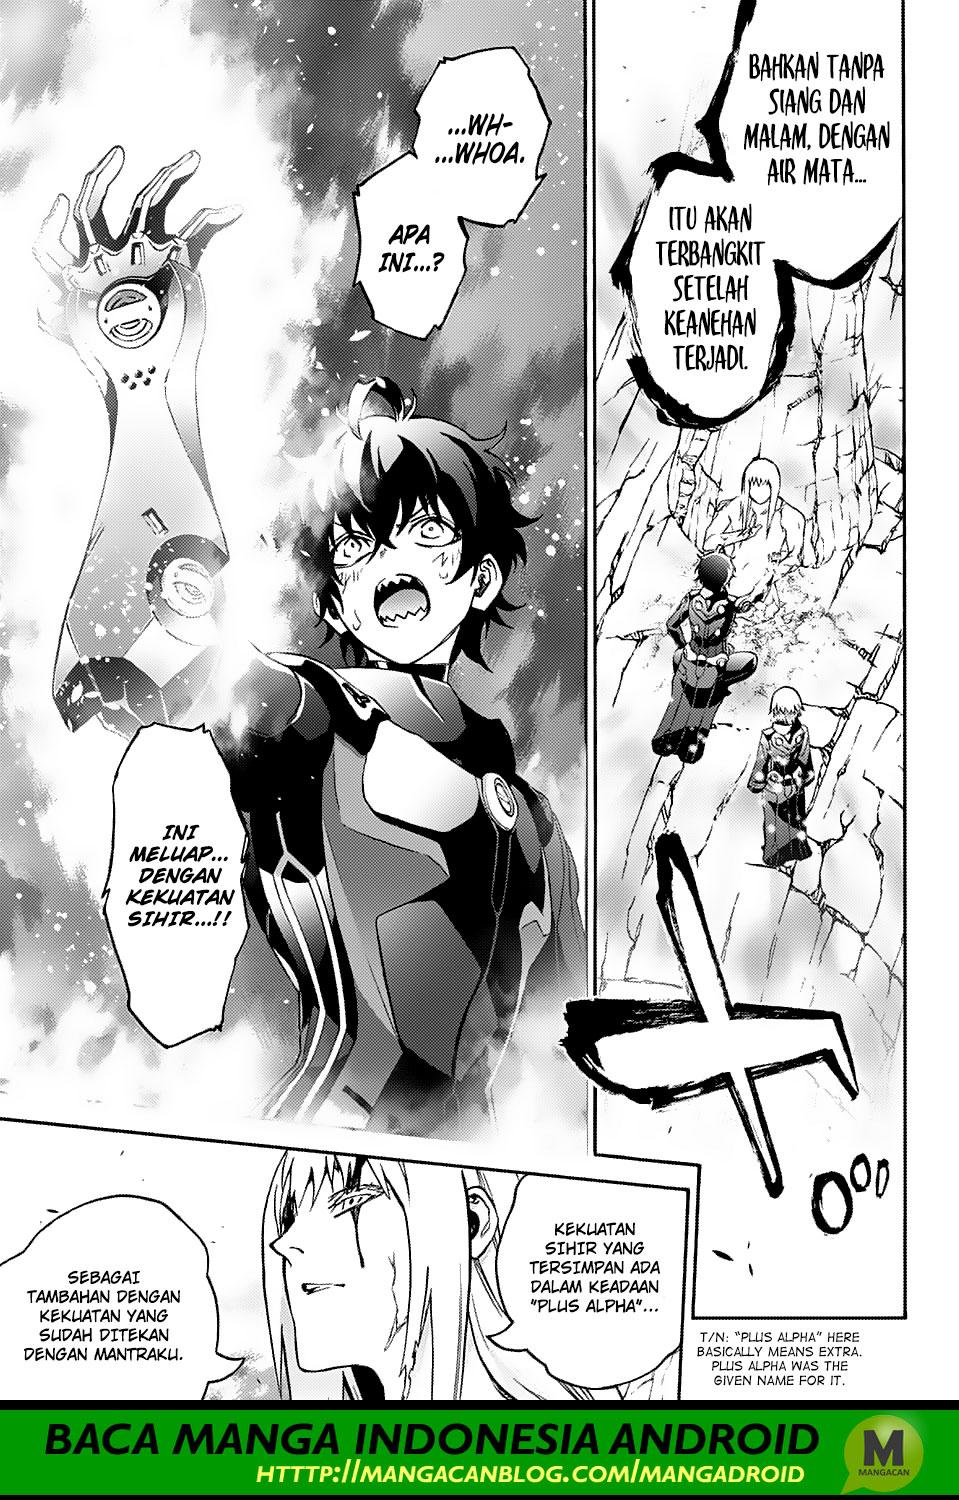 BAHKAN TANPA
SIANG DAN
MALAM, DENGAN
AIR MATA...
ITU AKAN
TERBANGKIT
SETELAH
KEANEHAN
TERJADI.
...WH-
...WHOA.
APA
INI...?
INI
MELUAP...
DENGAN
KEKUATAN
SIHIR...!!
KEKUATAN
SIHIR YANG
TERSIMPAN ADA
DALAM KEADAAN
"PLUS ALPHA"...
SEBAGAI
TAMBAHAN DENGAN
KEKUATAN YANG
SUDAH DITEKAN
DENGAN MANTRAKU.
T/N: "PLUS ALPHA" HERE
BASICALLY MEANS EXTRA.
PLUS ALPHA WAS THE
GIVEN NAME FOR IT.
BACA MANGA INDONESIA ANDROID
HTTTP://MANGACANBLOG.COM/MANGADROID
M
MANGACAN